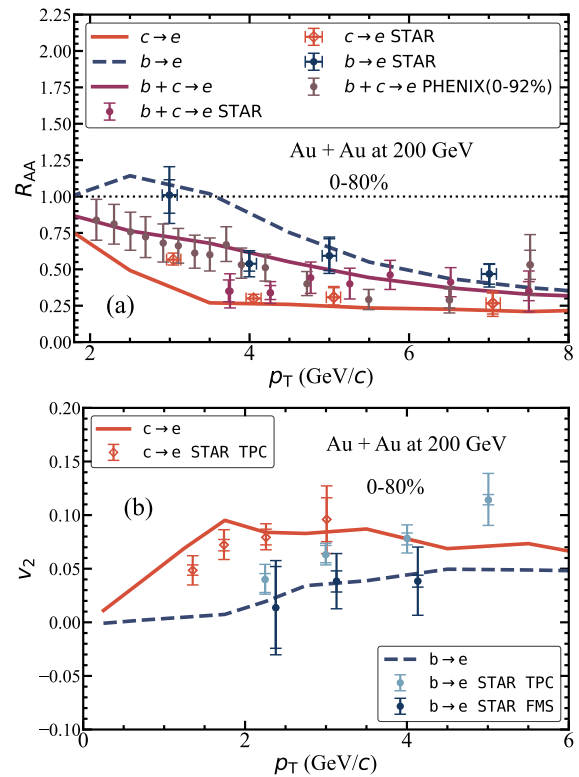 2.25
2.00
1.75
1.50
1.25
1.00
0.75
0.50
0.25
0.00
R_AA
c→e
b→e
b+c→e
b+c→e STAR
c→e STAR
b→e STAR
b+c→e PHENIX(0-92%)
Au + Au at 200 GeV
0-80%
(a)
2 4 6 8
p_T (GeV/c)
0.20
0.15
0.10
0.05
0.00
−0.05
−0.10
v_2
c→e
c→e STAR TPC
Au + Au at 200 GeV
0-80%
(b)
b→e
b→e STAR TPC
b→e STAR FMS
0 2 4 6
p_T (GeV/c)